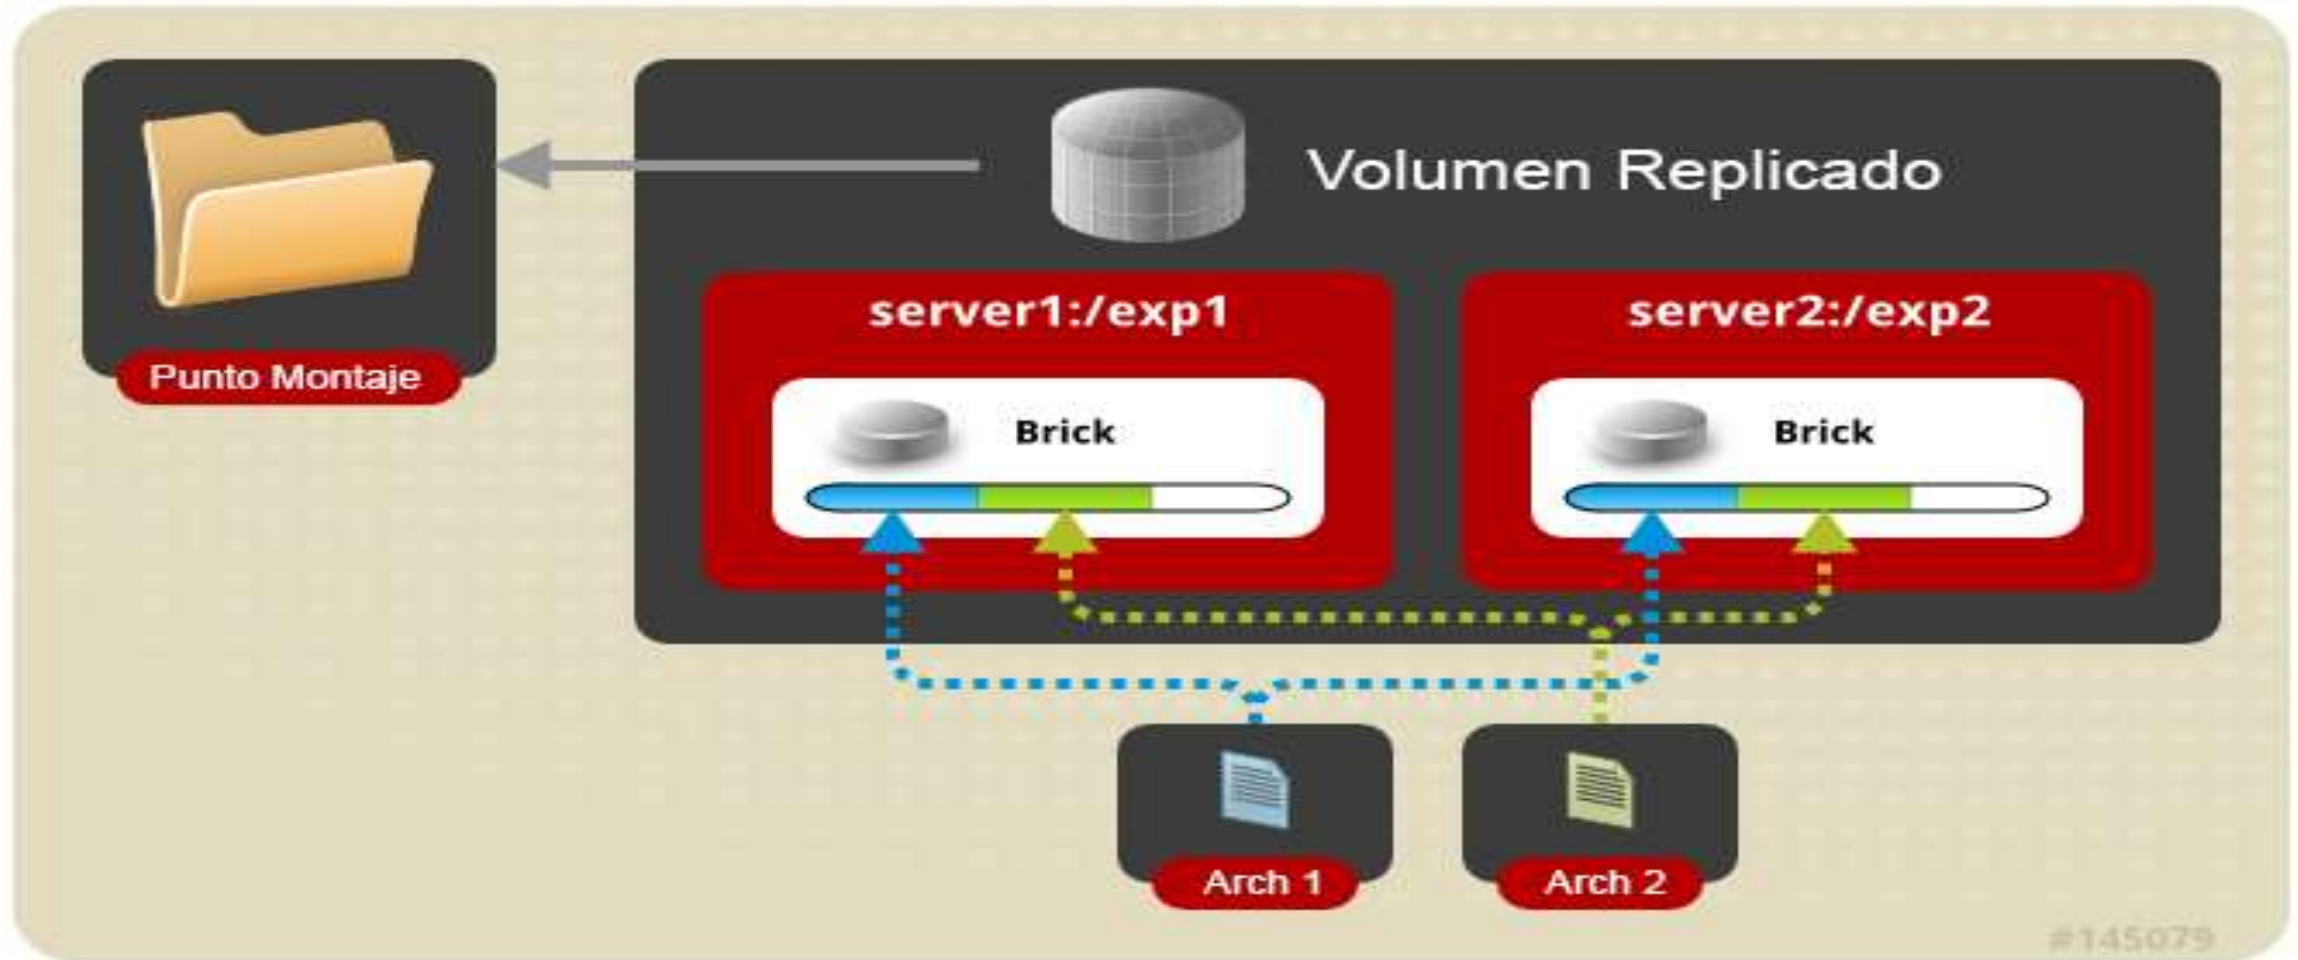 Volumen Replicado
Punto Montaje
server1:/exp1
server2:/exp2
Brick
Brick
Arch 1
Arch 2
#145079